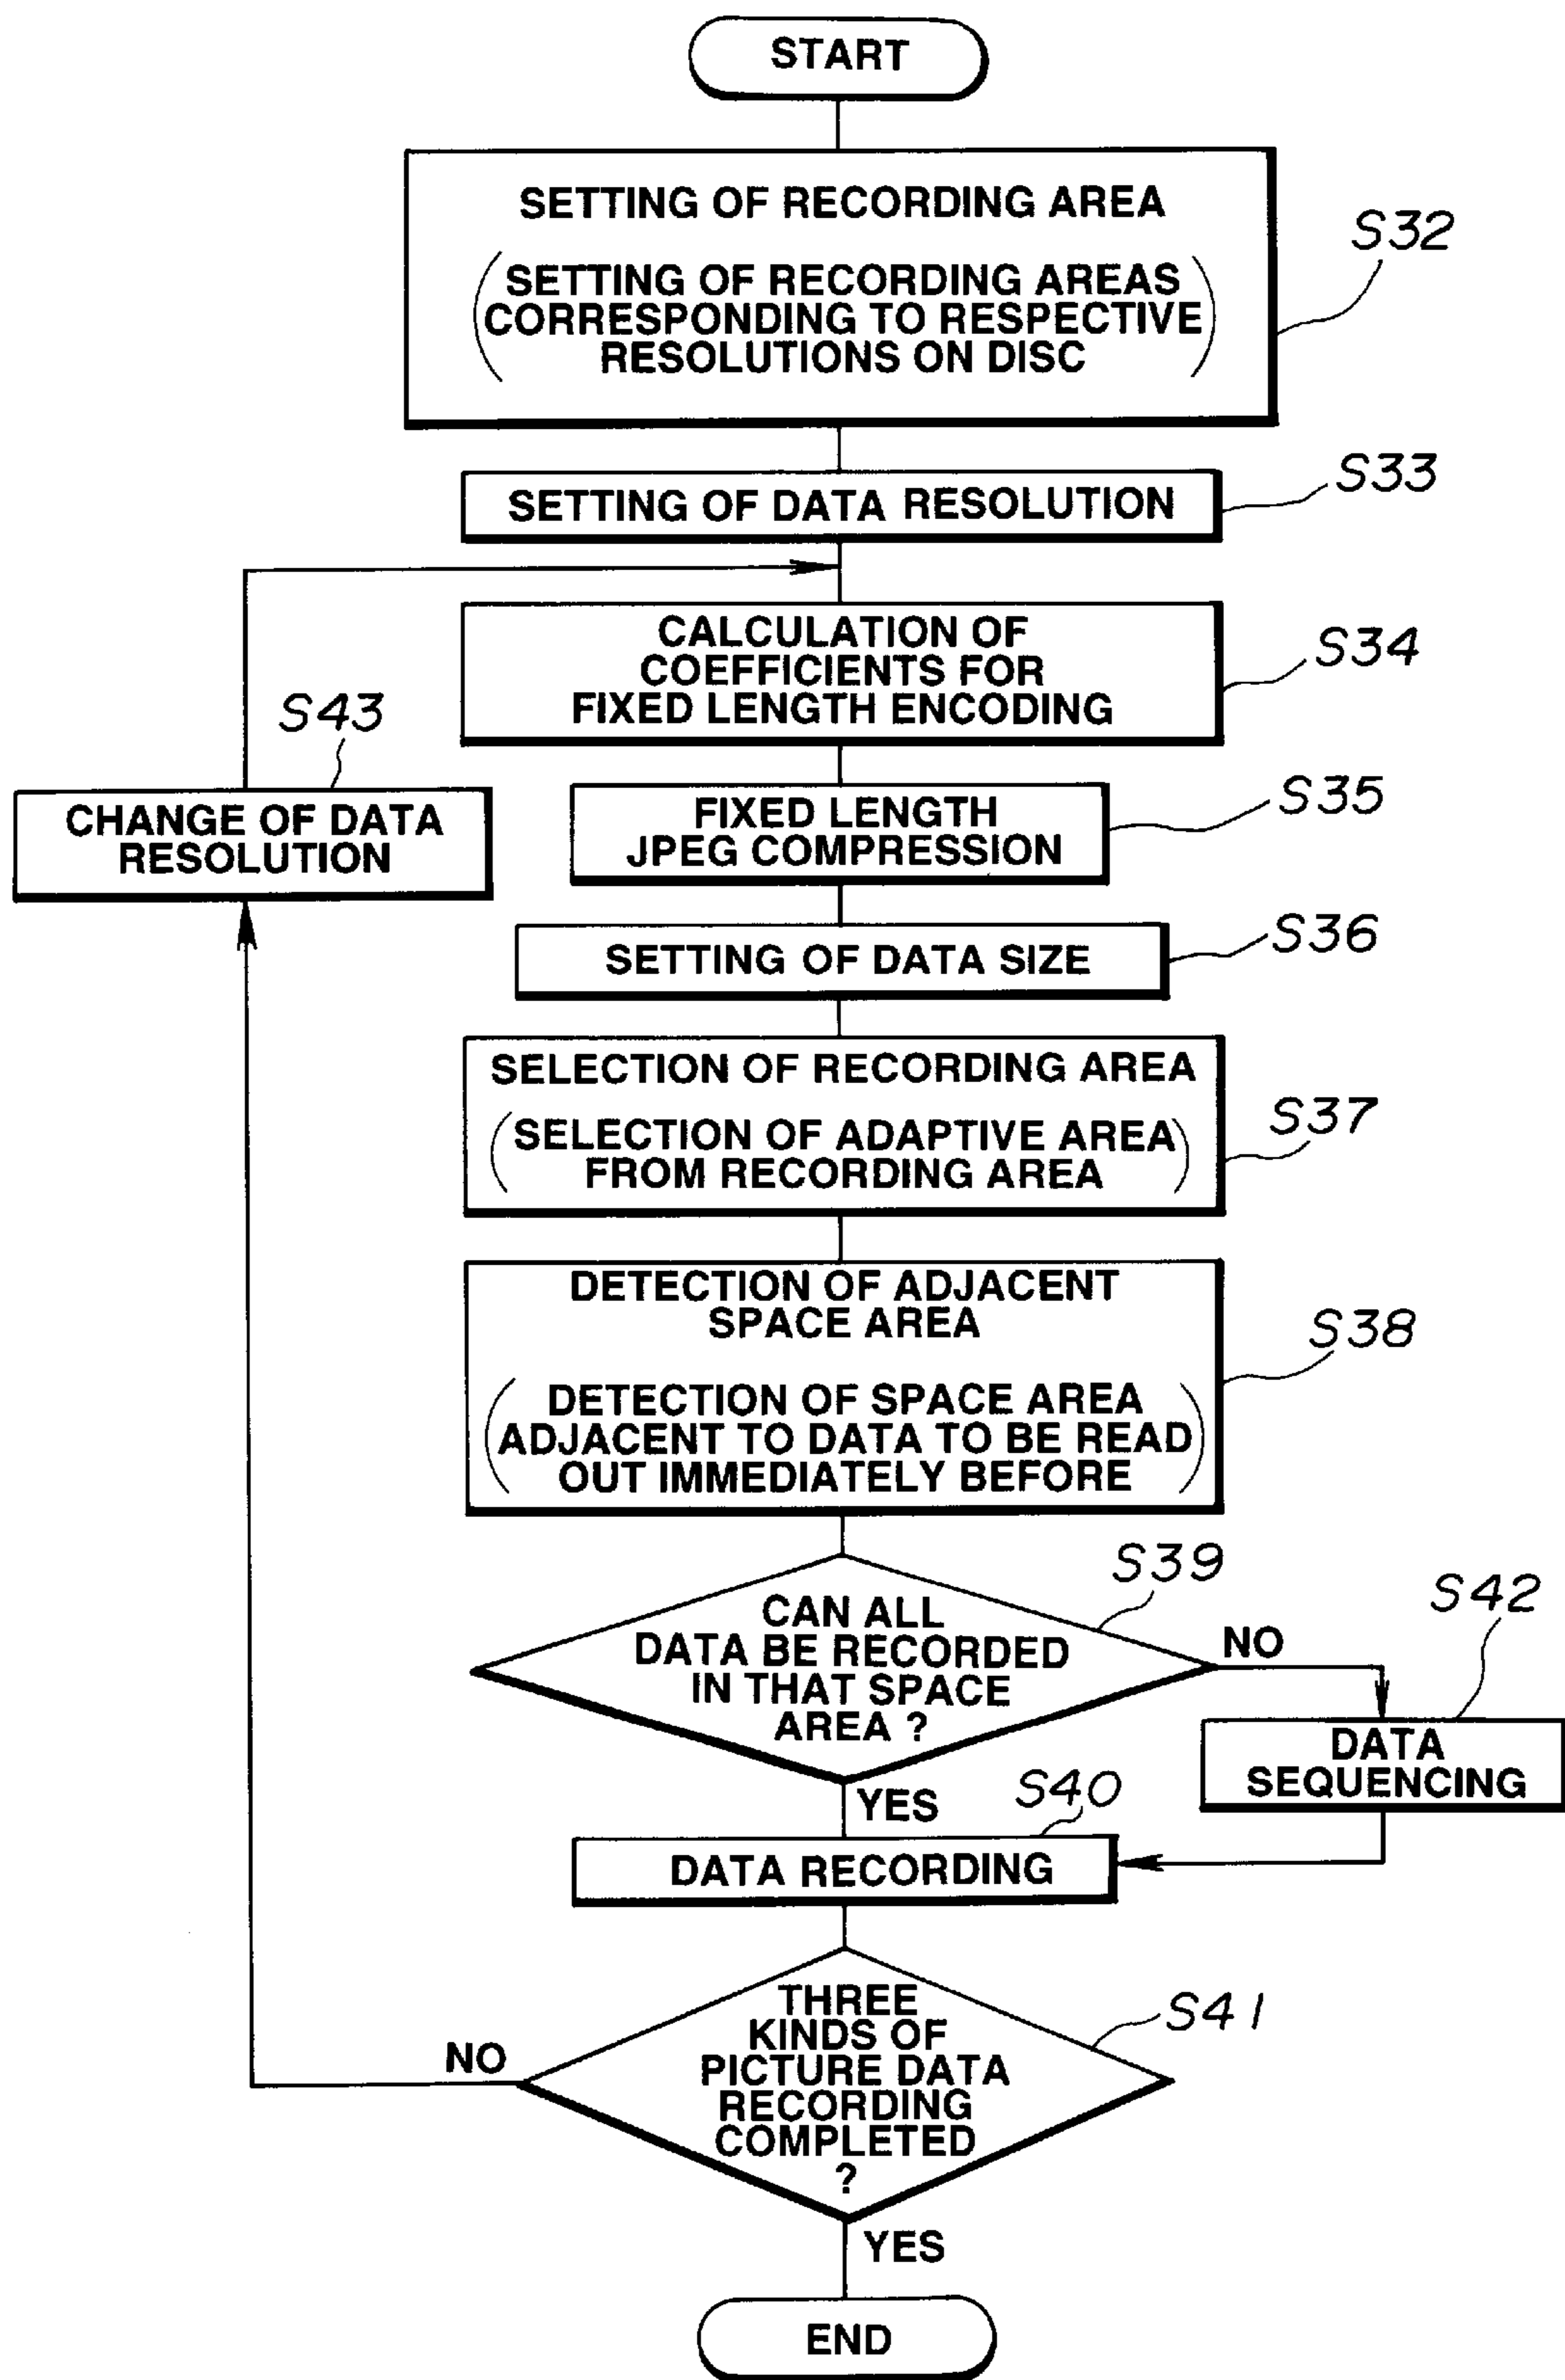 START
SETTING OF RECORDING AREA
(SETTING OF RECORDING AREAS
CORRESPONDING TO RESPECTIVE
RESOLUTIONS ON DISC)
S32
SETTING OF DATA RESOLUTION
S33
CALCULATION OF
COEFFICIENTS FOR
FIXED LENGTH ENCODING
S34
S43
CHANGE OF DATA
RESOLUTION
FIXED LENGTH
JPEG COMPRESSION
S35
SETTING OF DATA SIZE
S36
SELECTION OF RECORDING AREA
(SELECTION OF ADAPTIVE AREA
FROM RECORDING AREA)
S37
DETECTION OF ADJACENT
SPACE AREA
(DETECTION OF SPACE AREA
ADJACENT TO DATA TO BE READ
OUT IMMEDIATELY BEFORE)
S38
CAN ALL
DATA BE RECORDED
IN THAT SPACE
AREA ?
S39
NO
S42
DATA
SEQUENCING
YES
S40
DATA RECORDING
THREE
KINDS OF
PICTURE DATA
RECORDING
COMPLETED
?
S41
NO
YES
END